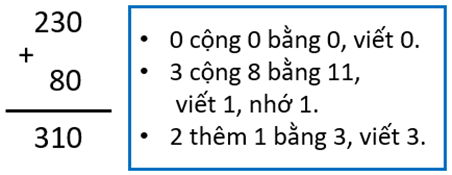 230
+
80
310
• 0 cộng 0 bằng 0, viết 0.
• 3 cộng 8 bằng 11,
viết 1, nhớ 1.
• 2 thêm 1 bằng 3, viết 3.